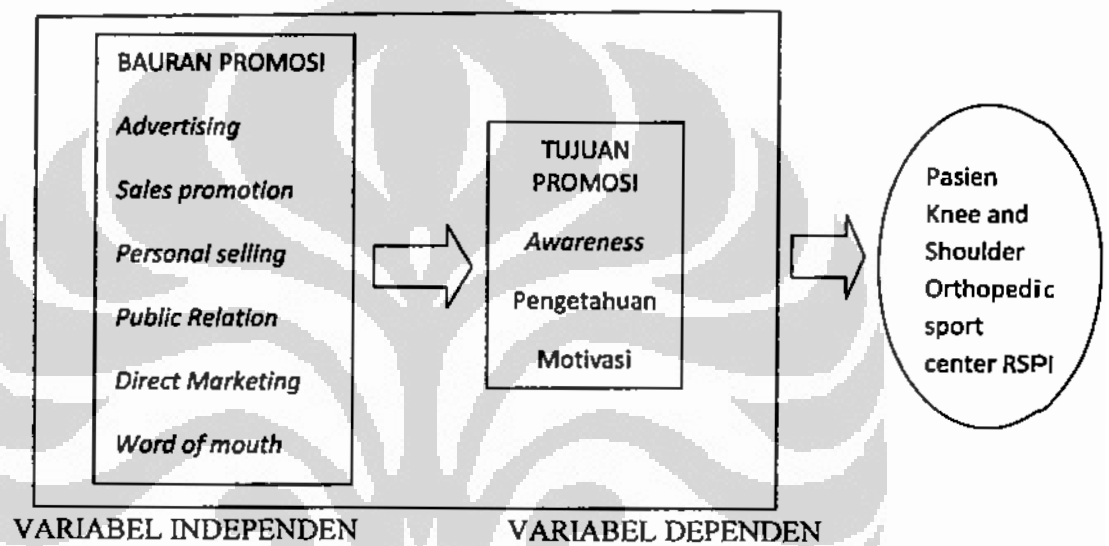 BAURAN PROMOSI
Advertising
Sales promotion
Personal selling
Public Relation
Direct Marketing
Word of mouth
TUJUAN
PROMOSI
Awareness
Pengetahuan
Motivasi
Pasien
Knee and
Shoulder
Orthopedic
sport
center RSPI
VARIABEL INDEPENDEN
VARIABEL DEPENDEN